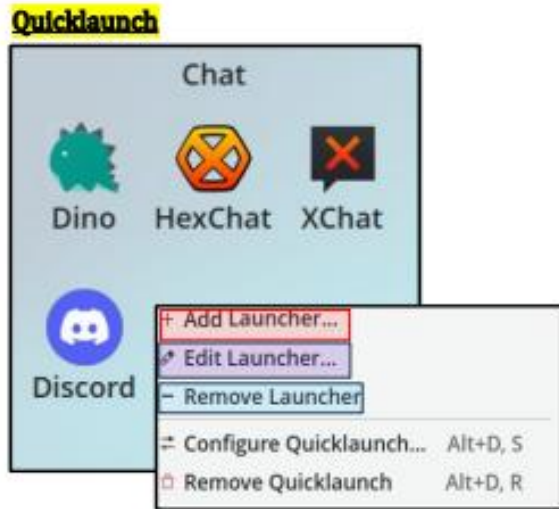 Quicklaunch
Chat
Dino HexChat XChat
Discord
+ Add Launcher...
Edit Launcher...
− Remove Launcher
Configure Quicklaunch... Alt+D, S
Remove Quicklaunch Alt+D, R